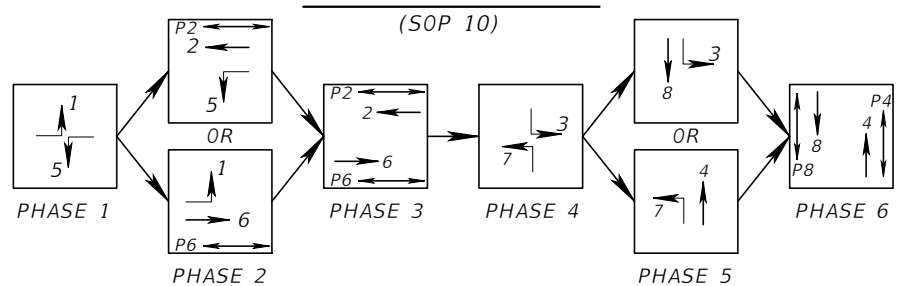 (SOP 10)
1
5
PHASE 1
P2
2
5
OR
1
6
P6
PHASE 2
P2
2
6
P6
PHASE 3
3
7
PHASE 4
8
3
OR
4
7
PHASE 5
P4
4
8
P8
PHASE 6